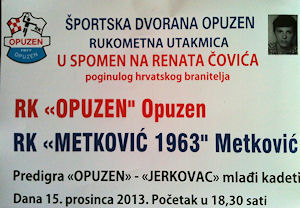 OPUZEN
OPUZEN
ŠPORTSKA DVORANA OPUZEN
RUKOMETNA UTAKMICA
U SPOMEN NA RENATA ČOVIĆA
poginulog hrvatskog branitelja
RK «OPUZEN" Opuzen
RK «METKOVIĆ 1963" Metković
Predigra «OPUZEN» - «JERKOVAC» mlađi kadeti
Dana 15. prosinca 2013. Početak u 18,30 sati